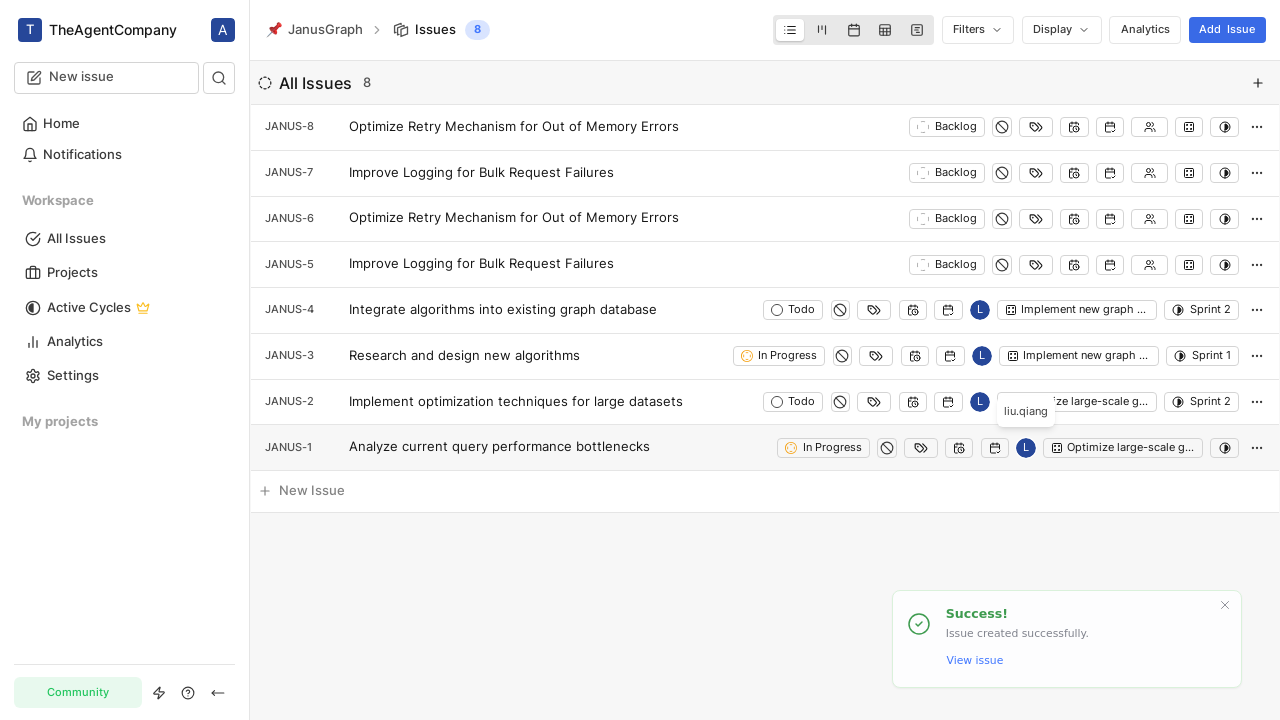 T TheAgentCompany A
JanusGraph Issues 8
Filters Display Analytics Add Issue
New issue
Home
Notifications
Workspace
All Issues
Projects
Active Cycles
Analytics
Settings
My projects
Community
All Issues 8
JANUS-8 Optimize Retry Mechanism for Out of Memory Errors Backlog
JANUS-7 Improve Logging for Bulk Request Failures Backlog
JANUS-6 Optimize Retry Mechanism for Out of Memory Errors Backlog
JANUS-5 Improve Logging for Bulk Request Failures Backlog
JANUS-4 Integrate algorithms into existing graph database Todo L Implement new graph ... Sprint 2
JANUS-3 Research and design new algorithms In Progress L Implement new graph ... Sprint 1
JANUS-2 Implement optimization techniques for large datasets Todo L large-scale g... Sprint 2
liu.qiang
JANUS-1 Analyze current query performance bottlenecks In Progress L Optimize large-scale g...
New Issue
Success!
Issue created successfully.
View issue